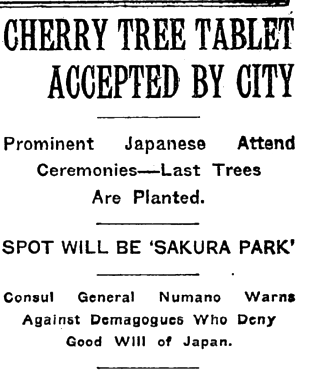 CHERRY TREE TABLET
ACCEPTED BY CITY
Prominent Japanese Attend
Ceremonies—Last Trees
Are Planted.
SPOT WILL BE 'SAKURA PARK'
Consul General Numano Warns
Against Demagogues Who Deny
Good Will of Japan.